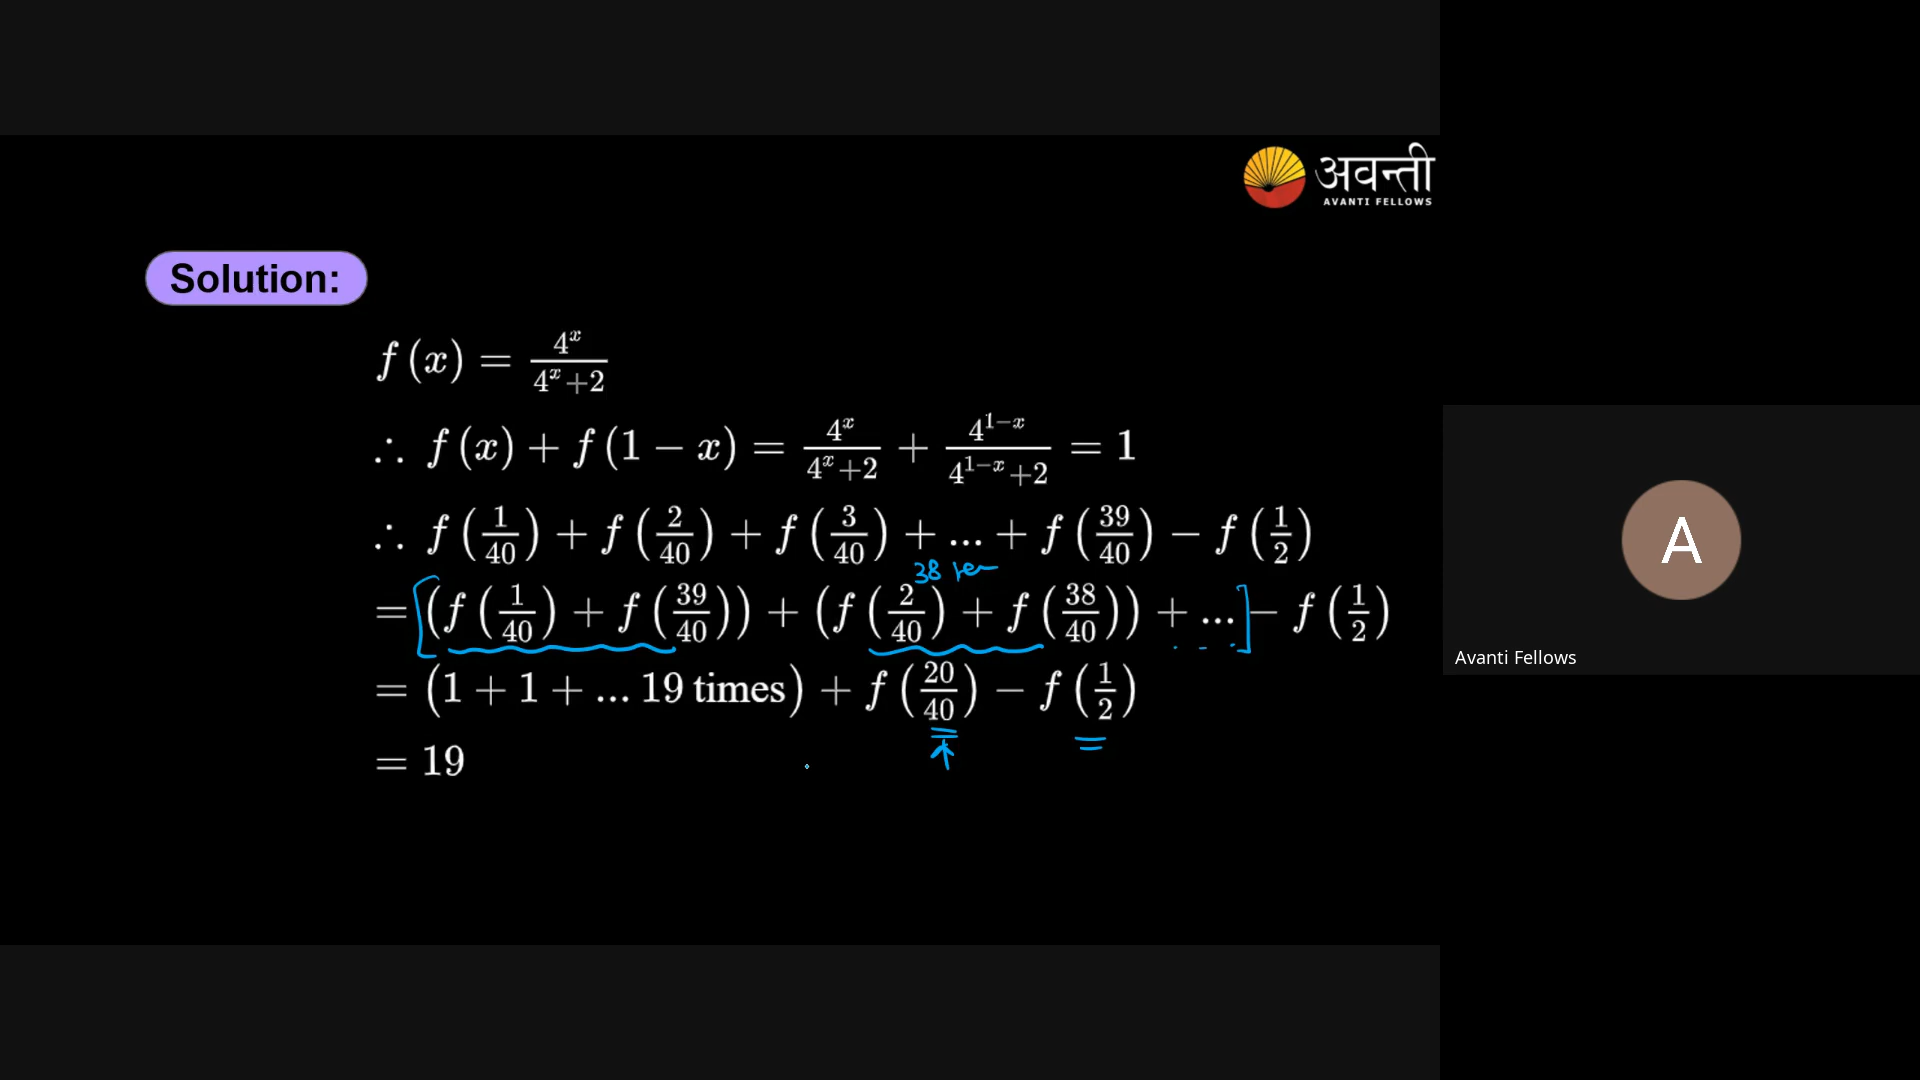 अवन्ती
AVANTI FELLOWS
Solution:
f(x) = 4^x / (4^x + 2)
∴ f(x) + f(1 − x) = 4^x / (4^x + 2) + 4^(1−x) / (4^(1−x) + 2) = 1
∴ f(1/40) + f(2/40) + f(3/40) + ... + f(39/40) − f(1/2)
38
= [(f(1/40) + f(39/40)) + (f(2/40) + f(38/40)) + ...] − f(1/2)
= (1 + 1 + ... 19 times) + f(20/40) − f(1/2)
= 19
A
Avanti Fellows